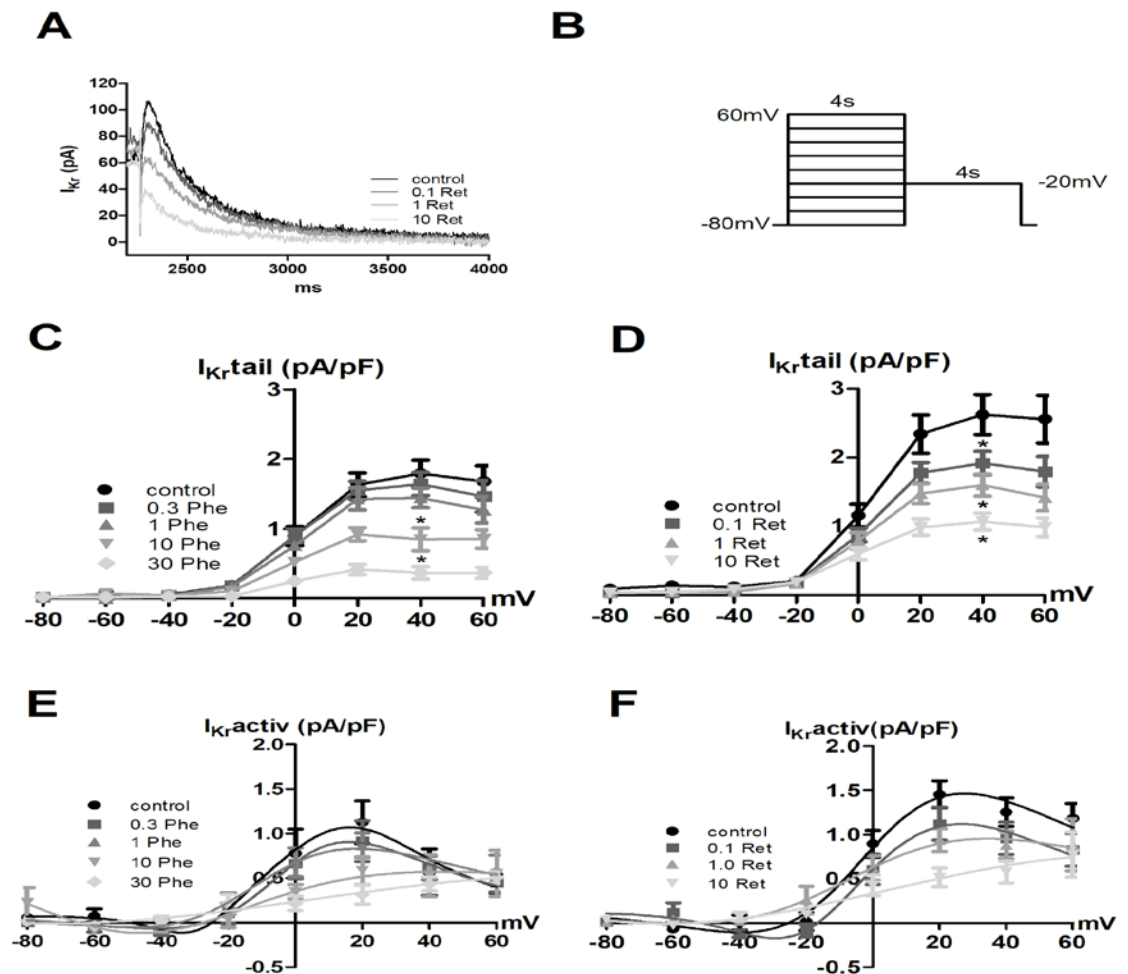 A
120
100
80
60
40
20
0
I_Kr (pA)
control
0.1 Ret
1 Ret
10 Ret
2500 3000 3500 4000
ms
B
60mV
4s
4s
-20mV
-80mV
C
I_Kr tail (pA/pF)
3
2
1
control
0.3 Phe
1 Phe
10 Phe
30 Phe
*
*
mV
-80 -60 -40 -20 0 20 40 60
D
I_Kr tail (pA/pF)
3
2
1
control
0.1 Ret
1 Ret
10 Ret
*
*
*
mV
-80 -60 -40 -20 0 20 40 60
E
I_Kr activ (pA/pF)
2.0
1.5
1.0
0.5
control
0.3 Phe
1 Phe
10 Phe
30 Phe
mV
-80 -60 -40 -20 20 40 60
-0.5
F
I_Kr activ(pA/pF)
2.0
1.5
1.0
0.5
control
0.1 Ret
1.0 Ret
10 Ret
mV
-80 -60 -40 -20 20 40 60
-0.5